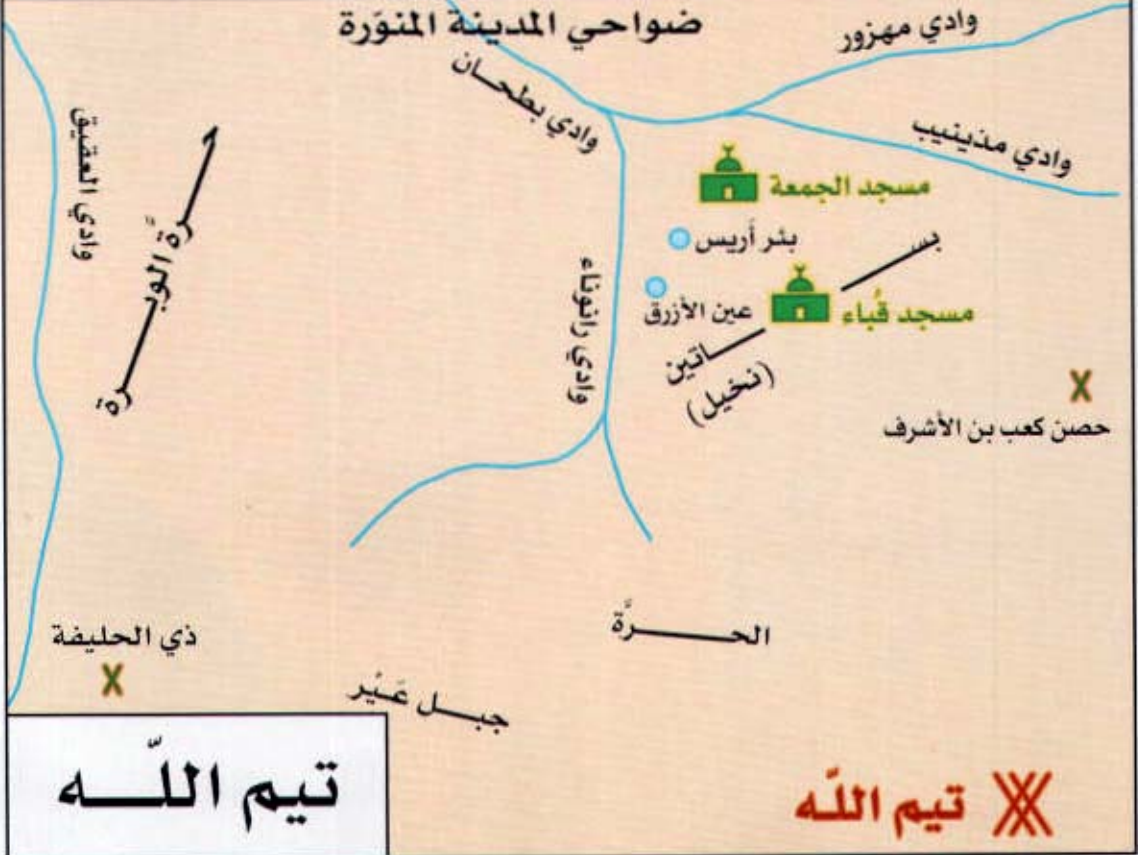 ضواحي المدينة المنوَّرة
وادي مهزور
وادي بطحان
وادي مذينيب
وادي العقيق
حرَّة الوبرة
مسجد الجمعة
بئر أريس
بساتين
(نخيل)
مسجد قُباء
عين الأزرق
وادي رانوناء
حصن كعب بن الأشرف
الحرَّة
ذي الحليفة
جبل عَيْر
تيم اللّه
تيم اللّه